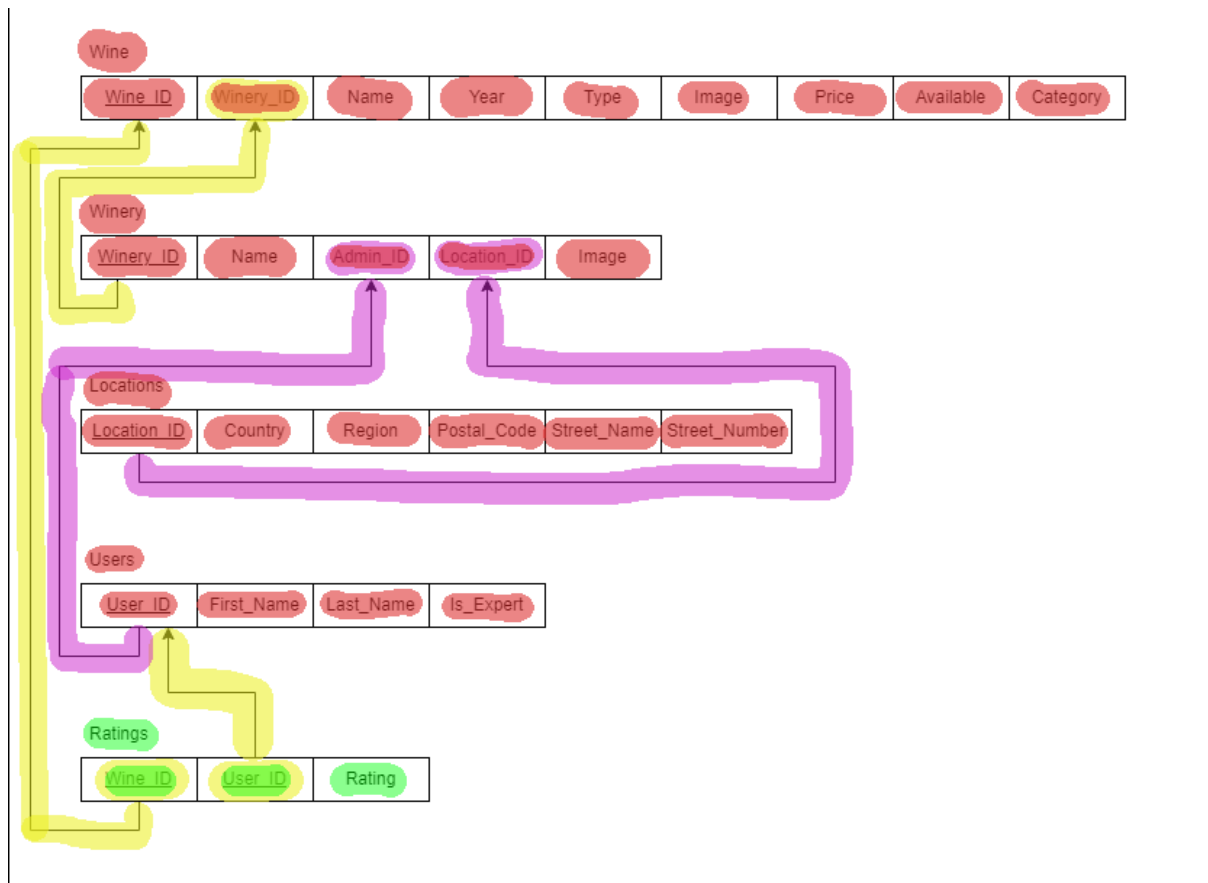 Wine
Wine_ID Winery_ID Name Year Type Image Price Available Category
Winery
Winery_ID Name Admin_ID Location_ID Image
Locations
Location_ID Country Region Postal_Code Street_Name Street_Number
Users
User_ID First_Name Last_Name Is_Expert
Ratings
Wine_ID User_ID Rating